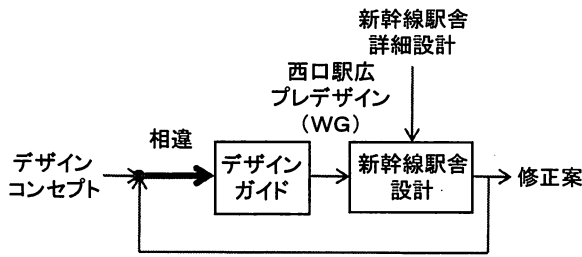 新幹線駅舎
詳細設計
西口駅広
プレデザイン
（WG）
相違
デザイン
コンセプト
デザイン
ガイド
新幹線駅舎
設計
修正案